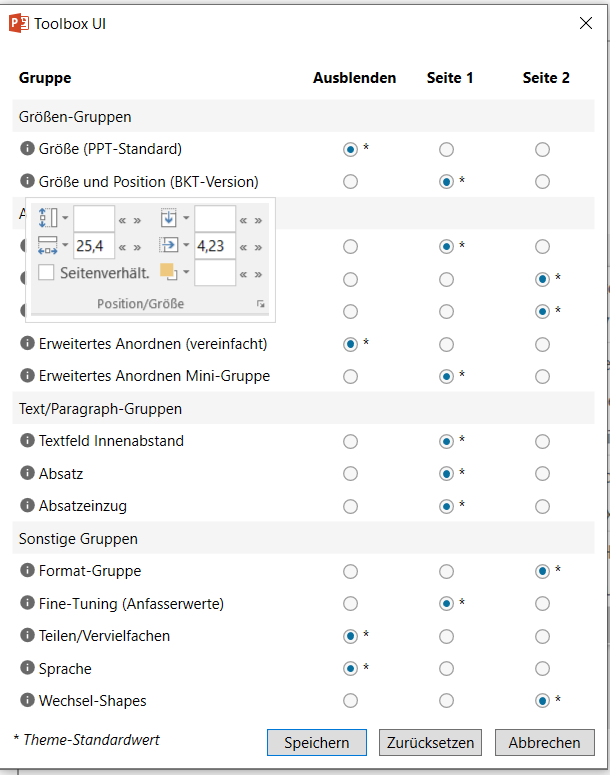 Toolbox UI
Gruppe Ausblenden Seite 1 Seite 2
Größen-Gruppen
Größe (PPT-Standard) *
Größe und Position (BKT-Version) *
A
*
25,4 « » 4,23 « »
*
Seitenverhält. « »
*
Position/Größe
Erweitertes Anordnen (vereinfacht) *
Erweitertes Anordnen Mini-Gruppe *
Text/Paragraph-Gruppen
Textfeld Innenabstand *
Absatz *
Absatzeinzug *
Sonstige Gruppen
Format-Gruppe *
Fine-Tuning (Anfasserwerte) *
Teilen/Vervielfachen *
Sprache *
Wechsel-Shapes *
* Theme-Standardwert Speichern Zurücksetzen Abbrechen